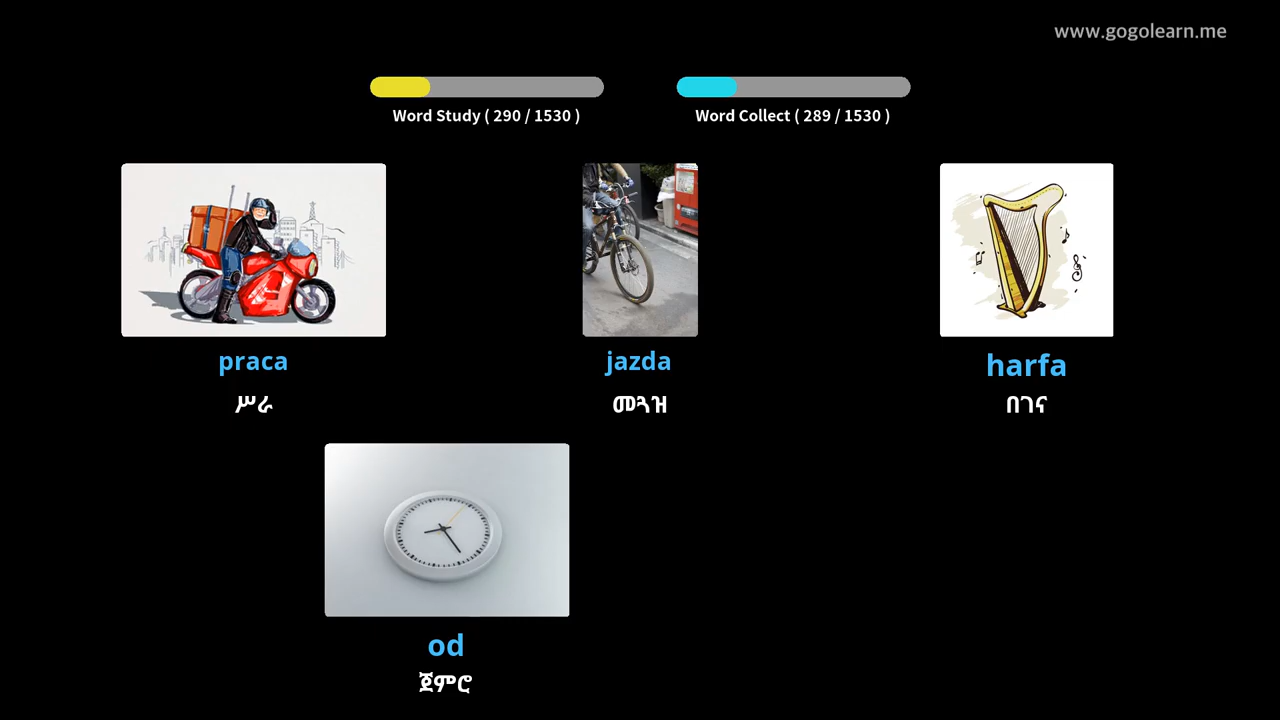 www.gogolearn.me
Word Study ( 290 / 1530 )
Word Collect ( 289 / 1530 )
praca
ሥራ
jazda
መጓዝ
harfa
በገና
od
ጀምሮ